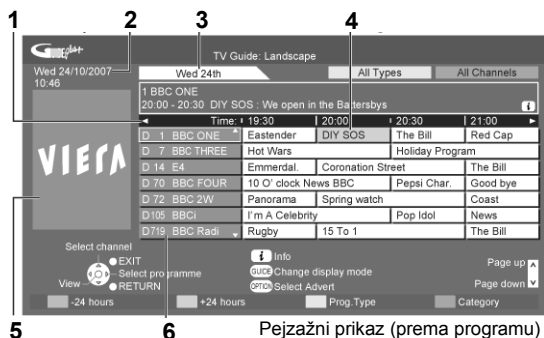 1 2 3 4
GUIDE Plus+
TV Guide: Landscape
Wed 24/10/2007
10:46
Wed 24th All Types All Channels
1 BBC ONE
20:00 - 20:30 DIY SOS : We open in the Battersbys i
Time: 19:30 20:00 20:30 21:00
D 1 BBC ONE Eastender DIY SOS The Bill Red Cap
D 7 BBC THREE Hot Wars Holiday Program
D 14 E4 Emmerdal. Coronation Street The Bill
D 70 BBC FOUR 10 O' clock News BBC Pepsi Char. Good bye
D 72 BBC 2W Panorama Spring watch Coast
D105 BBCi I'm A Celebrity Pop Idol News
D719 BBC Radi Rugby 15 To 1 The Bill
VIERA
Select channel
EXIT
Select programme
View
RETURN
i Info
GUIDE Change display mode
OPTION Select Advert
Page up
Page down
-24 hours +24 hours Prog.Type Category
5 6 Pejzažni prikaz (prema programu)